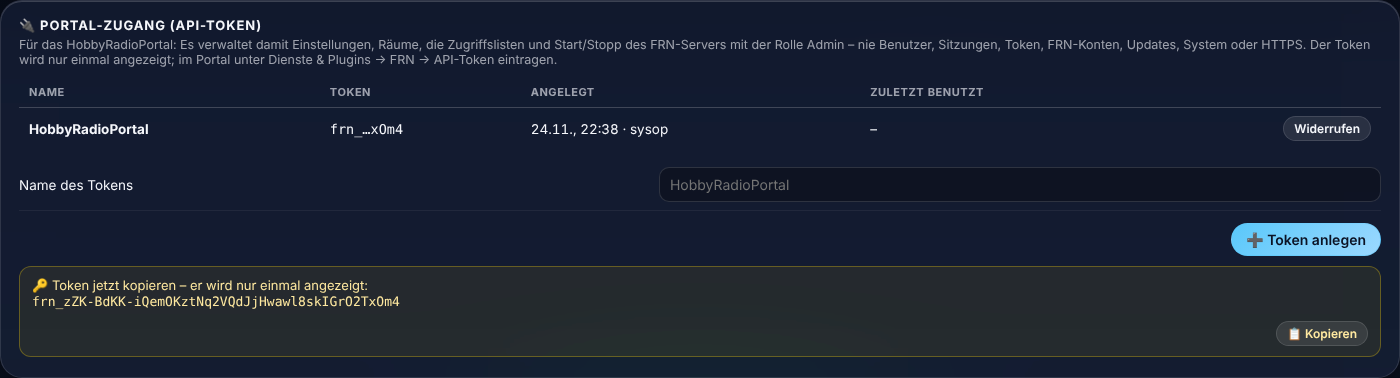 🔌 PORTAL-ZUGANG (API-TOKEN)
Für das HobbyRadioPortal: Es verwaltet damit Einstellungen, Räume, die Zugriffslisten und Start/Stopp des FRN-Servers mit der Rolle Admin – nie Benutzer, Sitzungen, Token, FRN-Konten, Updates, System oder HTTPS. Der Token
wird nur einmal angezeigt; im Portal unter Dienste & Plugins → FRN → API-Token eintragen.
NAME TOKEN ANGELEGT ZULETZT BENUTZT
HobbyRadioPortal frn_…xOm4 24.11., 22:38 · sysop – Widerrufen
Name des Tokens HobbyRadioPortal
➕ Token anlegen
🔑 Token jetzt kopieren – er wird nur einmal angezeigt:
frn_zZK-BdKK-iQemOKztNq2VQdJjHwawl8skIGrO2TxOm4
📋 Kopieren